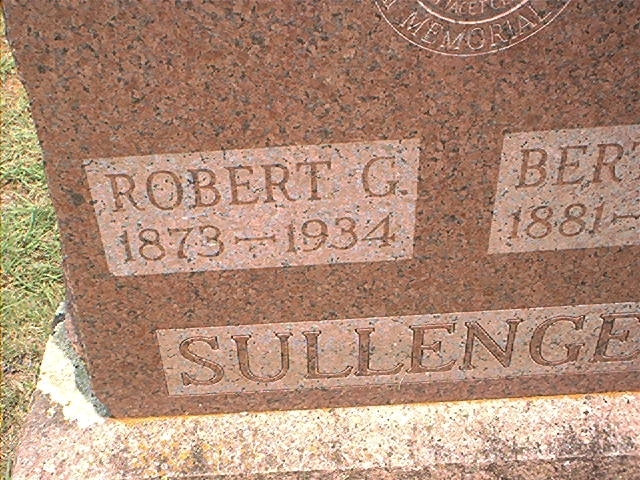 MEMORIAL
ROBERT G.
1873–1934
BERT
1881–
SULLENGE